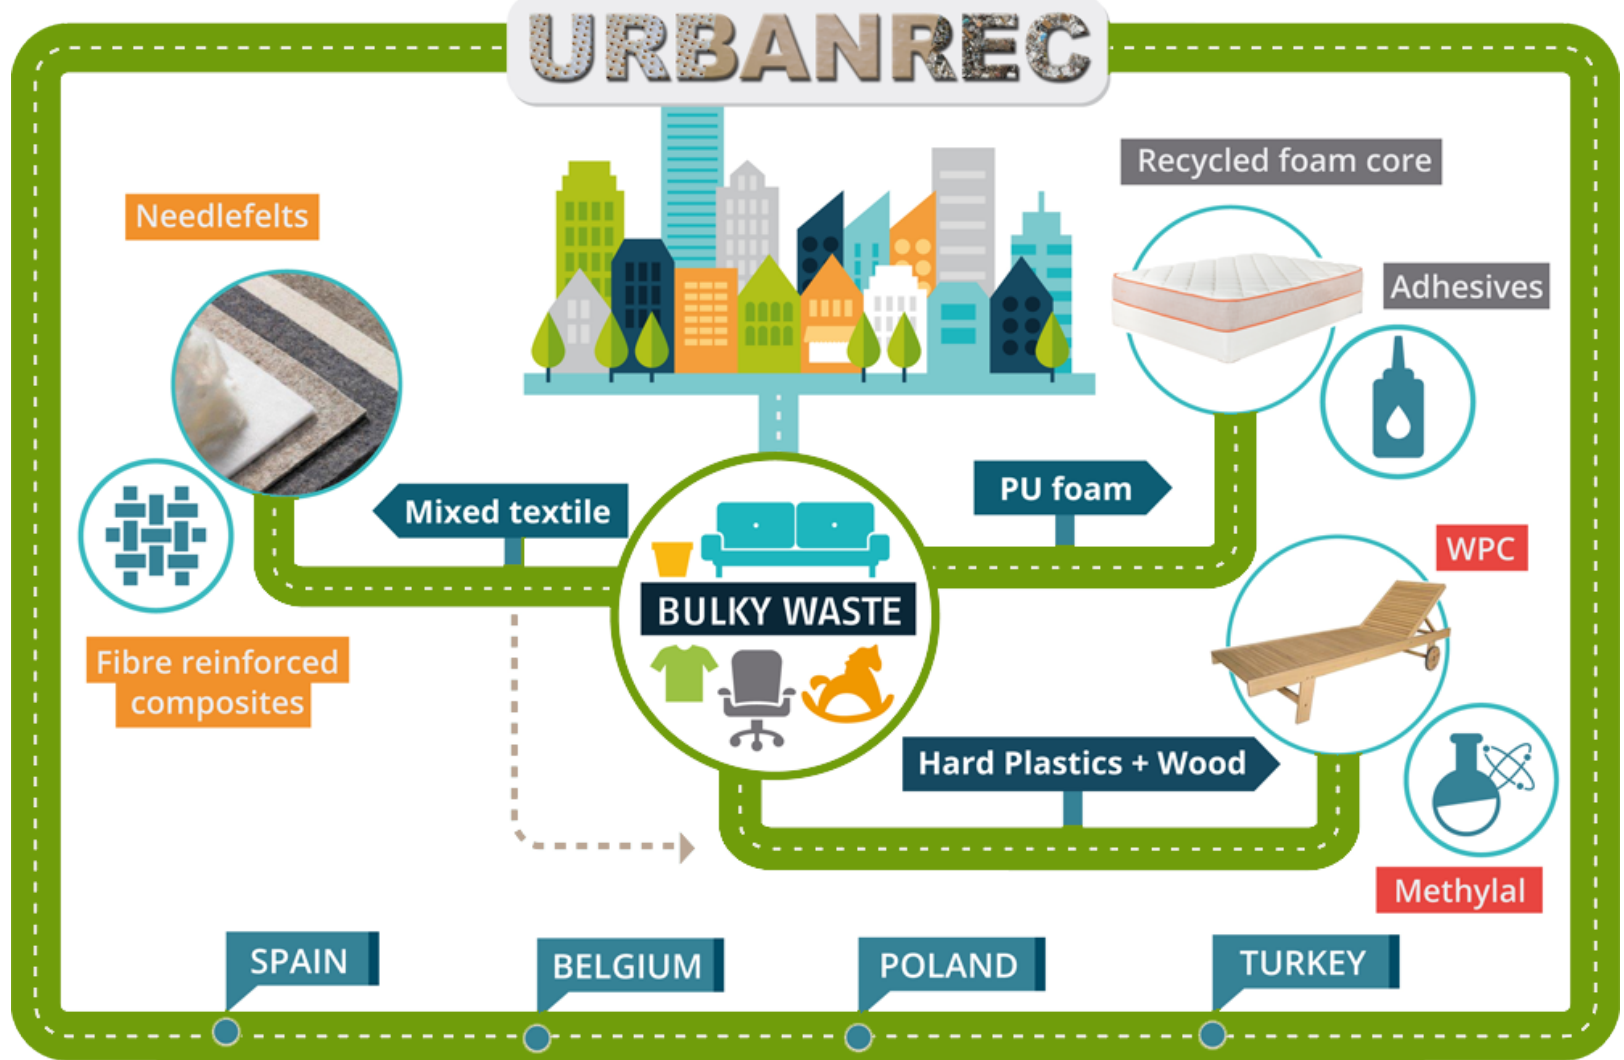 URBANREC
Recycled foam core
Needlefelts
Adhesives
PU foam
Mixed textile
WPC
BULKY WASTE
Fibre reinforced
composites
Hard Plastics + Wood
Methylal
SPAIN
BELGIUM
POLAND
TURKEY